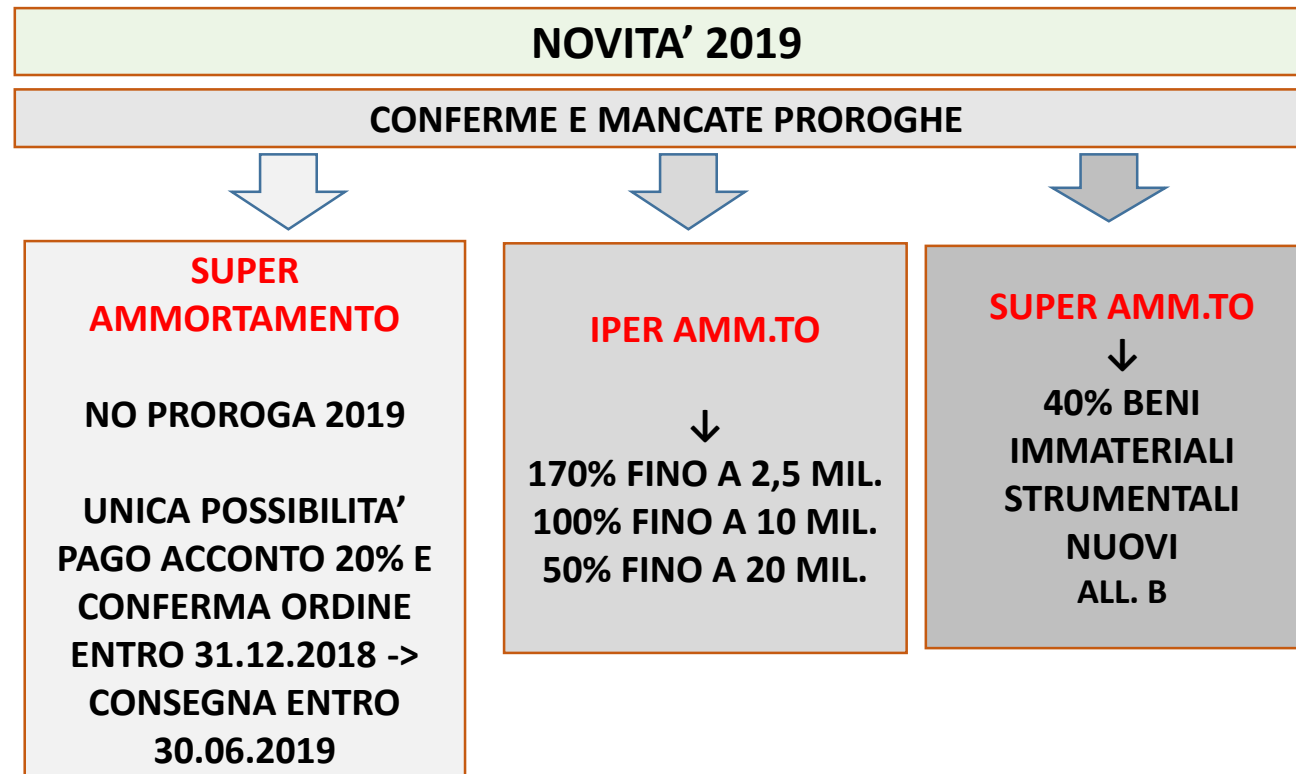 NOVITA’ 2019
CONFERME E MANCATE PROROGHE
SUPER
AMMORTAMENTO
NO PROROGA 2019
UNICA POSSIBILITA’
PAGO ACCONTO 20% E
CONFERMA ORDINE
ENTRO 31.12.2018 ->
CONSEGNA ENTRO
30.06.2019
IPER AMM.TO
↓
170% FINO A 2,5 MIL.
100% FINO A 10 MIL.
50% FINO A 20 MIL.
SUPER AMM.TO
↓
40% BENI
IMMATERIALI
STRUMENTALI
NUOVI
ALL. B